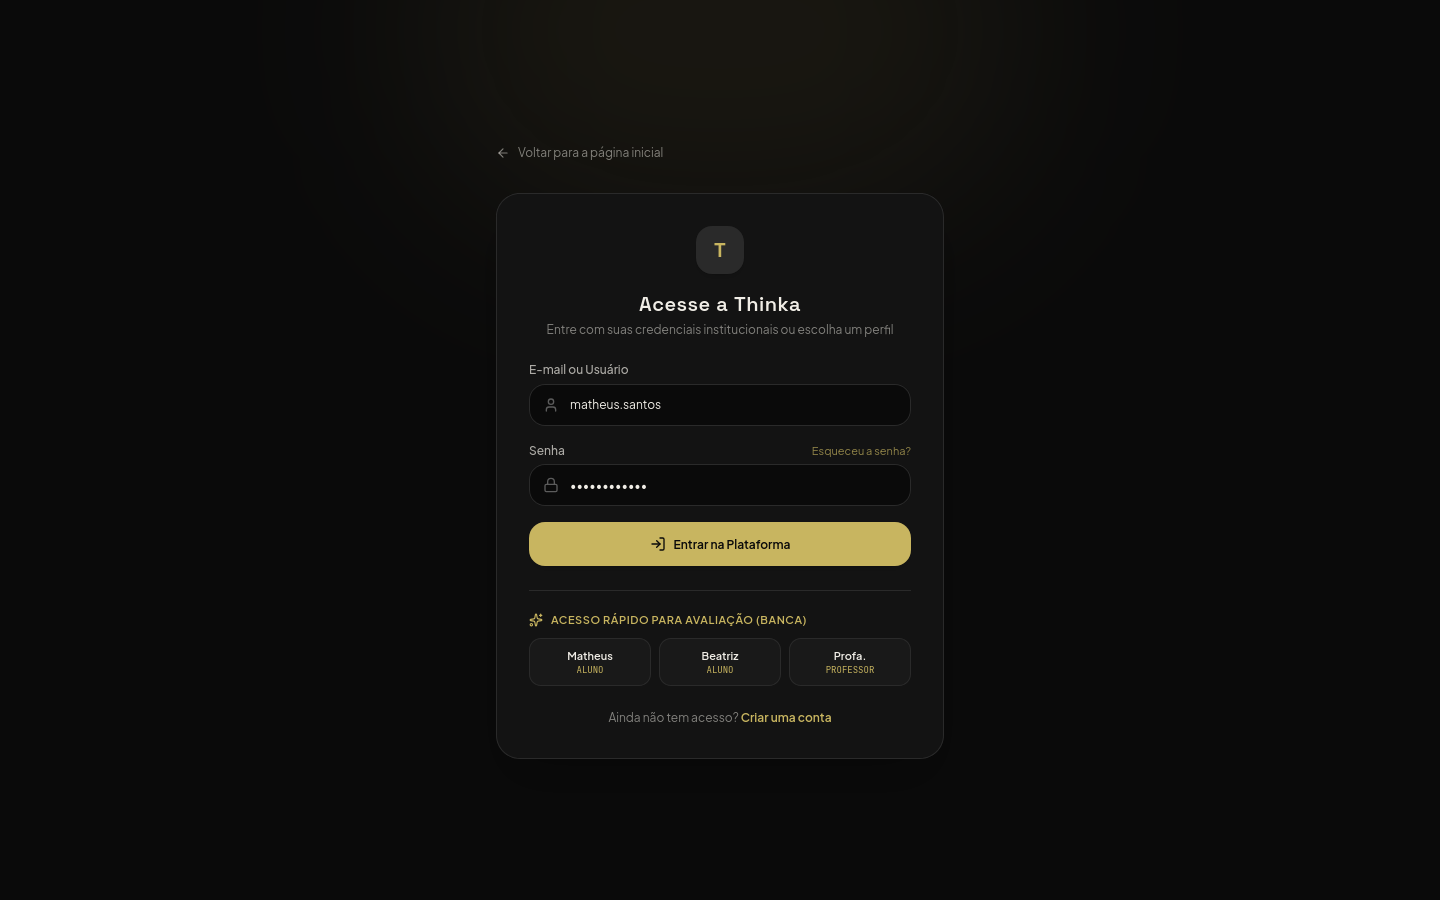 Voltar para a página inicial
T
Acesse a Thinka
Entre com suas credenciais institucionais ou escolha um perfil
E-mail ou Usuário
matheus.santos
Senha Esqueceu a senha?
••••••••••••
Entrar na Plataforma
ACESSO RÁPIDO PARA AVALIAÇÃO (BANCA)
Matheus Beatriz Profa.
ALUNO ALUNO PROFESSOR
Ainda não tem acesso? Criar uma conta